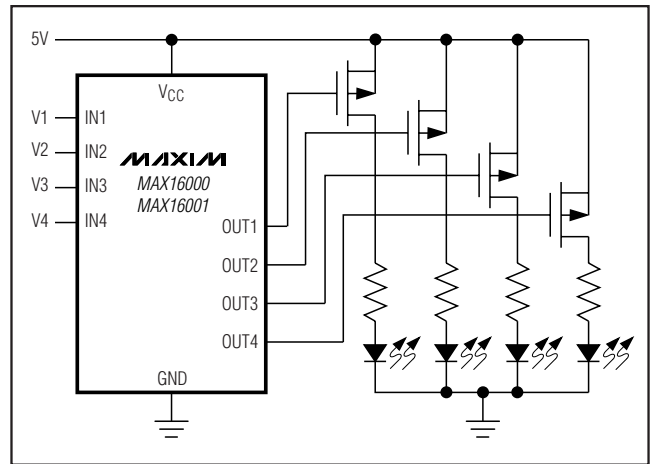 5V
VCC
V1 IN1
V2 IN2
V3 IN3
V4 IN4
MAXIM
MAX16000
MAX16001
OUT1
OUT2
OUT3
OUT4
GND